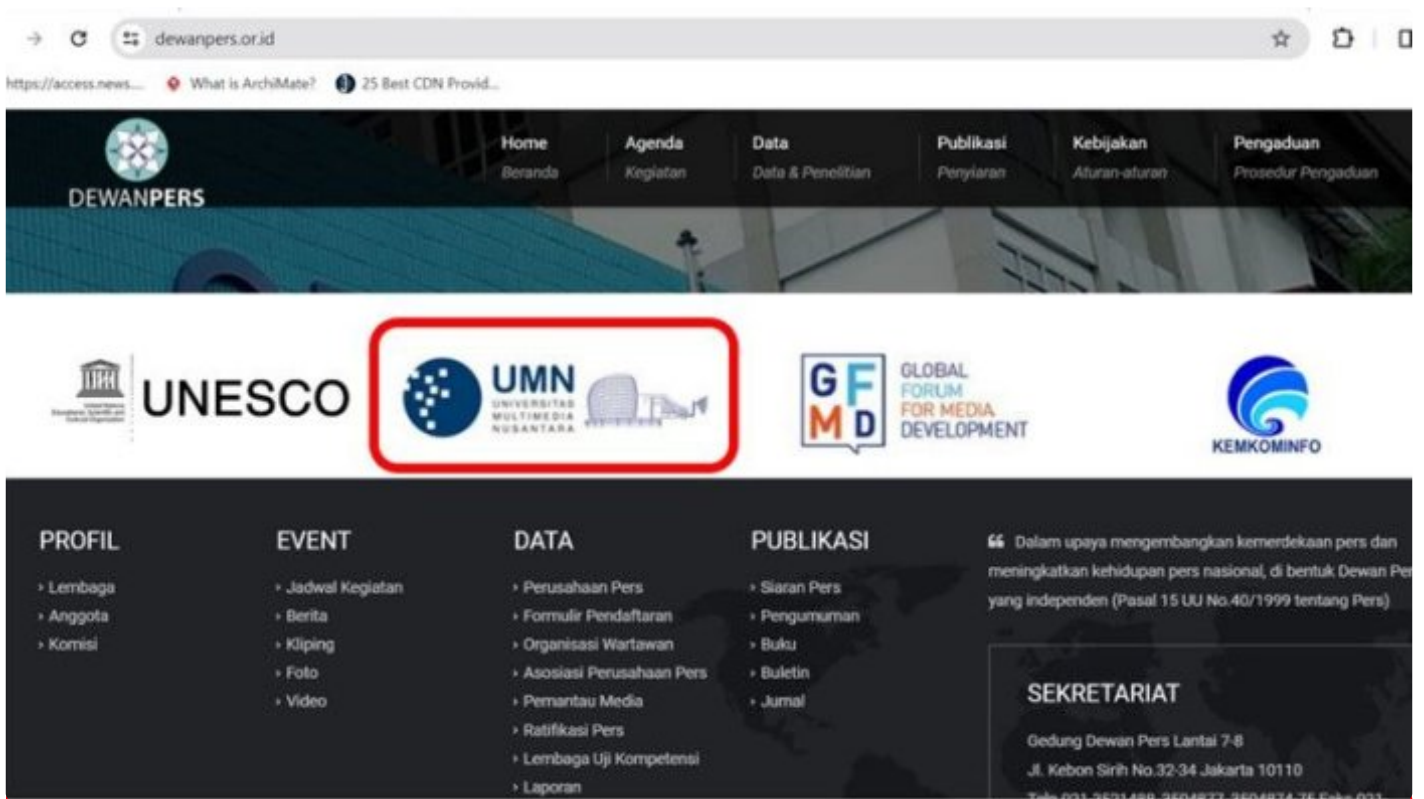 dewanpers.or.id
https://access.news.... What is ArchiMate? 25 Best CDN Provid...
DEWANPERS
Home Agenda Data Publikasi Kebijakan Pengaduan
Beranda Kegiatan Data & Penelitian Penyiaran Aturan-aturan Prosedur Pengaduan
UNESCO
UMN
UNIVERSITAS
MULTIMEDIA
NUSANTARA
G F
M D
GLOBAL
FORUM
FOR MEDIA
DEVELOPMENT
KEMKOMINFO
PROFIL
› Lembaga
› Anggota
› Komisi
EVENT
› Jadwal Kegiatan
› Berita
› Kliping
› Foto
› Video
DATA
› Perusahaan Pers
› Formulir Pendaftaran
› Organisasi Wartawan
› Asosiasi Perusahaan Pers
› Pemantau Media
› Ratifikasi Pers
› Lembaga Uji Kompetensi
› Laporan
PUBLIKASI
› Siaran Pers
› Pengumuman
› Buku
› Buletin
› Jurnal
Dalam upaya mengembangkan kemerdekaan pers dan
meningkatkan kehidupan pers nasional, di bentuk Dewan Per
yang independen (Pasal 15 UU No.40/1999 tentang Pers)
SEKRETARIAT
Gedung Dewan Pers Lantai 7-8
Jl. Kebon Sirih No.32-34 Jakarta 10110